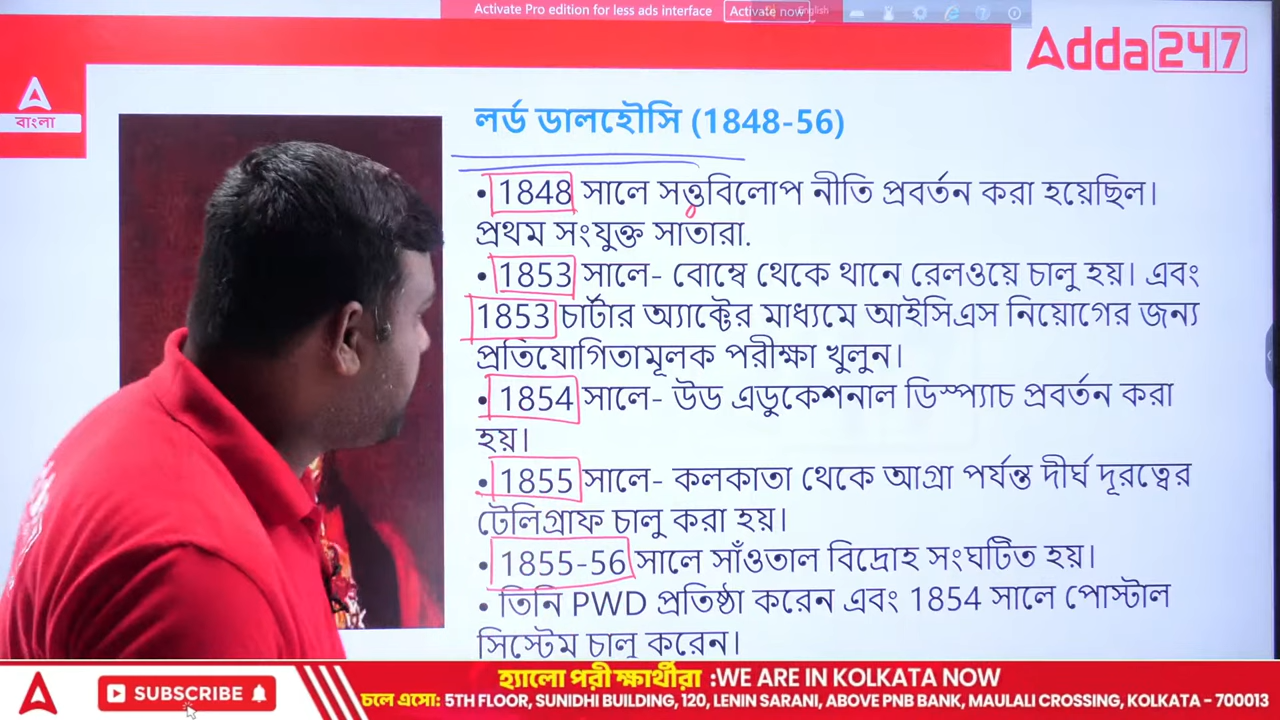 Activate Pro edition for less ads interface Activate now English
Adda 247
বাংলা
লর্ড ডালহৌসি (1848-56)
• 1848 সালে সত্ত্ববিলোপ নীতি প্রবর্তন করা হয়েছিল।
প্রথম সংযুক্ত সাতারা.
• 1853 সালে- বোম্বে থেকে থানে রেলওয়ে চালু হয়। এবং
1853 চার্টার অ্যাক্টের মাধ্যমে আইসিএস নিয়োগের জন্য
প্রতিযোগিতামূলক পরীক্ষা খুলুন।
• 1854 সালে- উড এডুকেশনাল ডিস্প্যাচ প্রবর্তন করা
হয়।
• 1855 সালে- কলকাতা থেকে আগ্রা পর্যন্ত দীর্ঘ দূরত্বের
টেলিগ্রাফ চালু করা হয়।
• 1855-56 সালে সাঁওতাল বিদ্রোহ সংঘটিত হয়।
• তিনি PWD প্রতিষ্ঠা করেন এবং 1854 সালে পোস্টাল
সিস্টেম চালু করেন।
SUBSCRIBE
হ্যালো পরীক্ষার্থীরা :WE ARE IN KOLKATA NOW
চলে এসো: 5TH FLOOR, SUNIDHI BUILDING, 120, LENIN SARANI, ABOVE PNB BANK, MAULALI CROSSING, KOLKATA - 700013